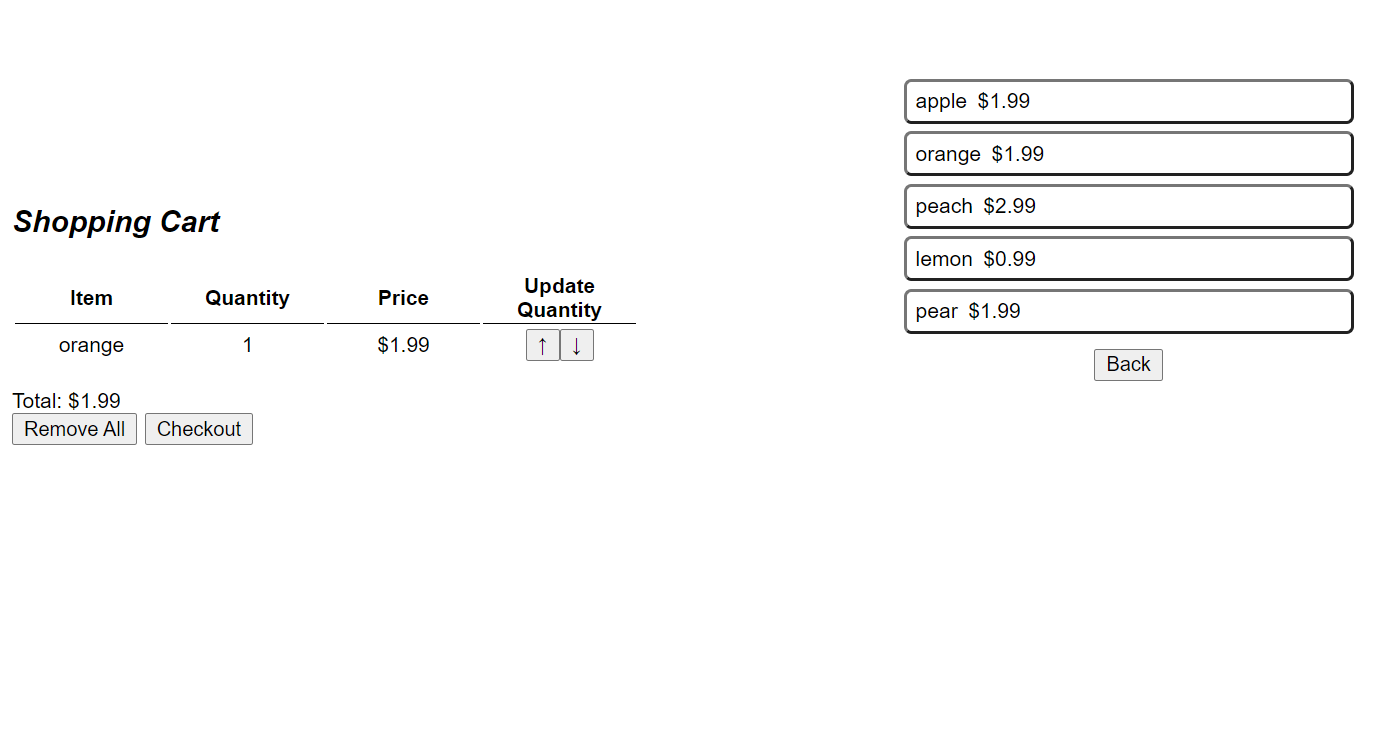 Shopping Cart
Item Quantity Price Update Quantity
orange 1 $1.99 ↑ ↓
Total: $1.99
Remove All Checkout
apple $1.99
orange $1.99
peach $2.99
lemon $0.99
pear $1.99
Back